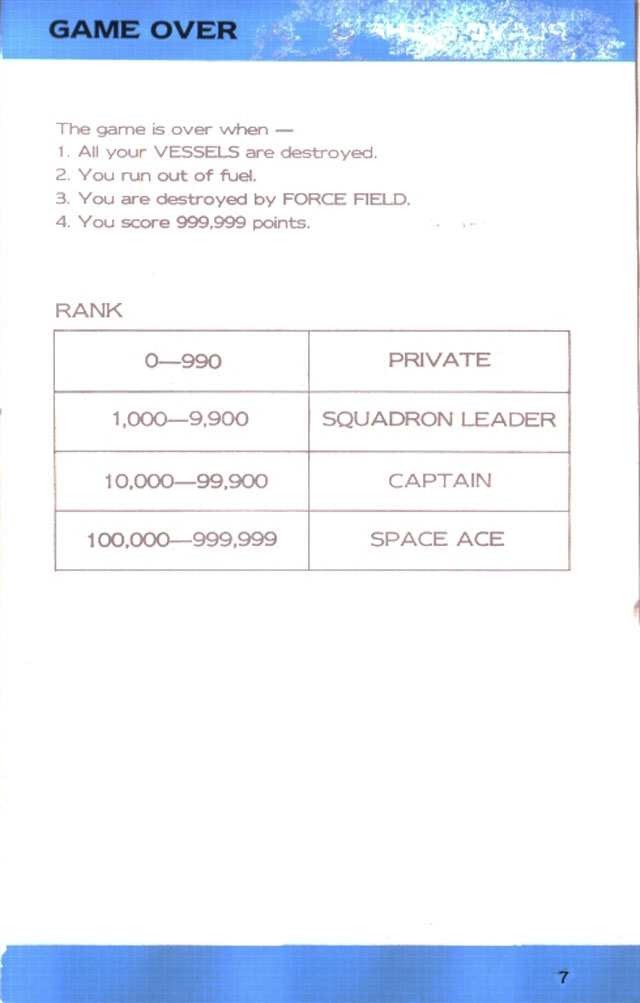 GAME OVER
The game is over when —
1. All your VESSELS are destroyed.
2. You run out of fuel.
3. You are destroyed by FORCE FIELD.
4. You score 999,999 points.
RANK
0—990 PRIVATE
1,000—9,900 SQUADRON LEADER
10,000—99,900 CAPTAIN
100,000—999,999 SPACE ACE
7